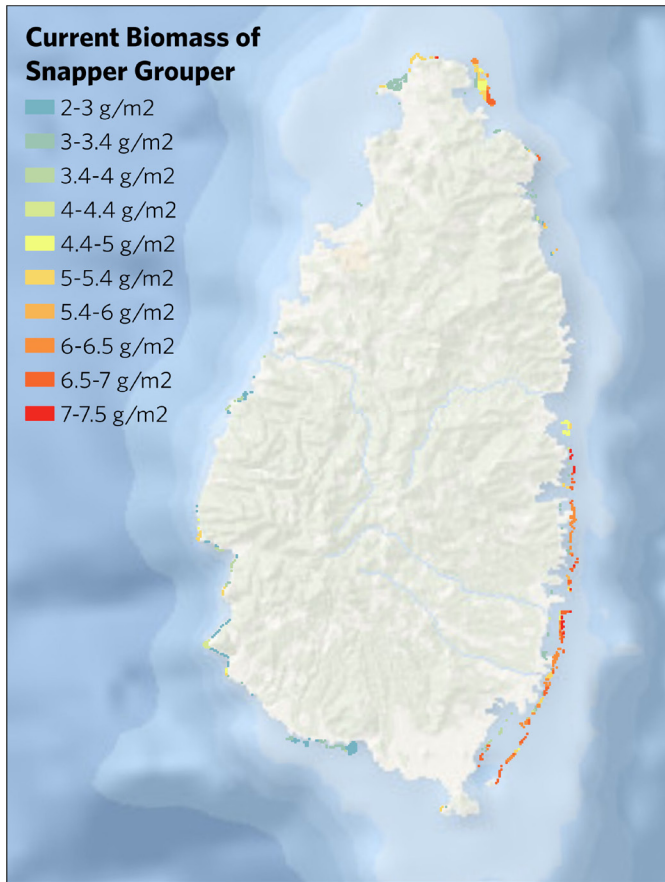 Current Biomass of
Snapper Grouper
2-3 g/m2
3-3.4 g/m2
3.4-4 g/m2
4-4.4 g/m2
4.4-5 g/m2
5-5.4 g/m2
5.4-6 g/m2
6-6.5 g/m2
6.5-7 g/m2
7-7.5 g/m2